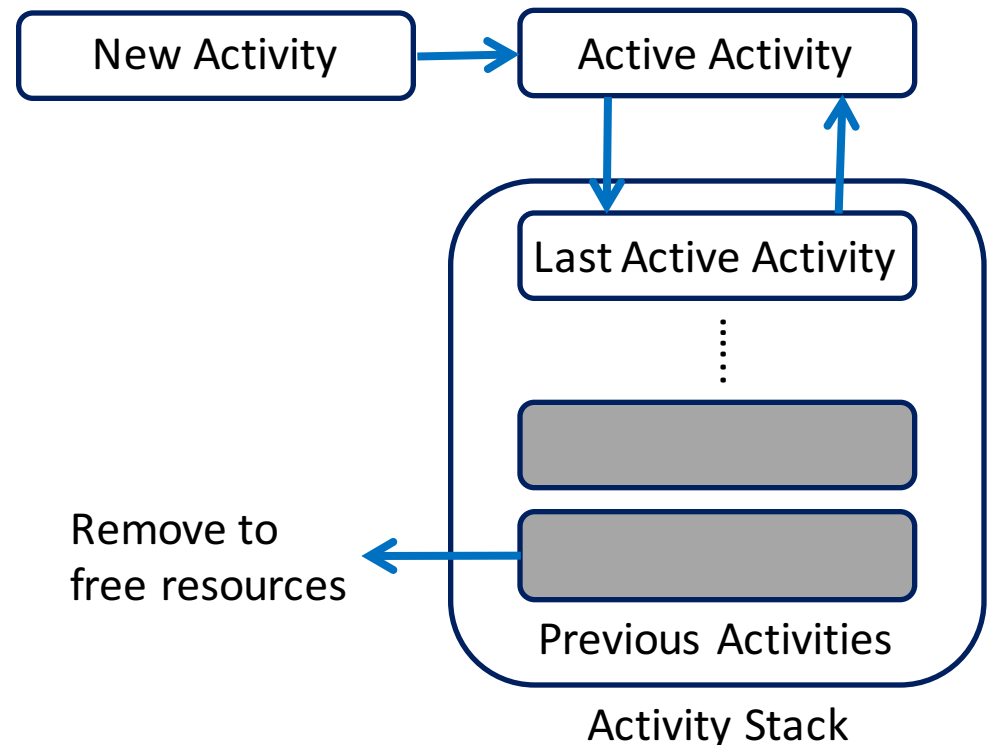 New Activity
Active Activity
Last Active Activity
Remove to
free resources
Previous Activities
Activity Stack